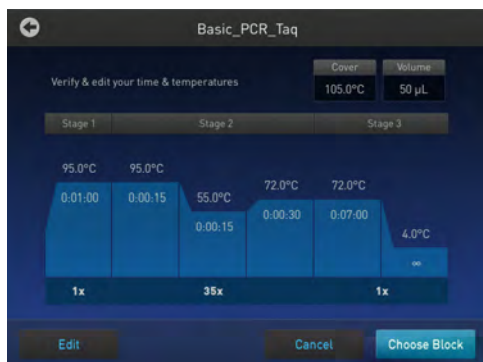 Basic_PCR_Taq
Verify & edit your time & temperatures
Cover
Volume
105.0°C
50 µL
Stage 1
Stage 2
Stage 3
95.0°C
95.0°C
55.0°C
72.0°C
72.0°C
4.0°C
0:01:00
0:00:15
0:00:15
0:00:30
0:07:00
∞
1x
35x
1x
Edit
Cancel
Choose Block